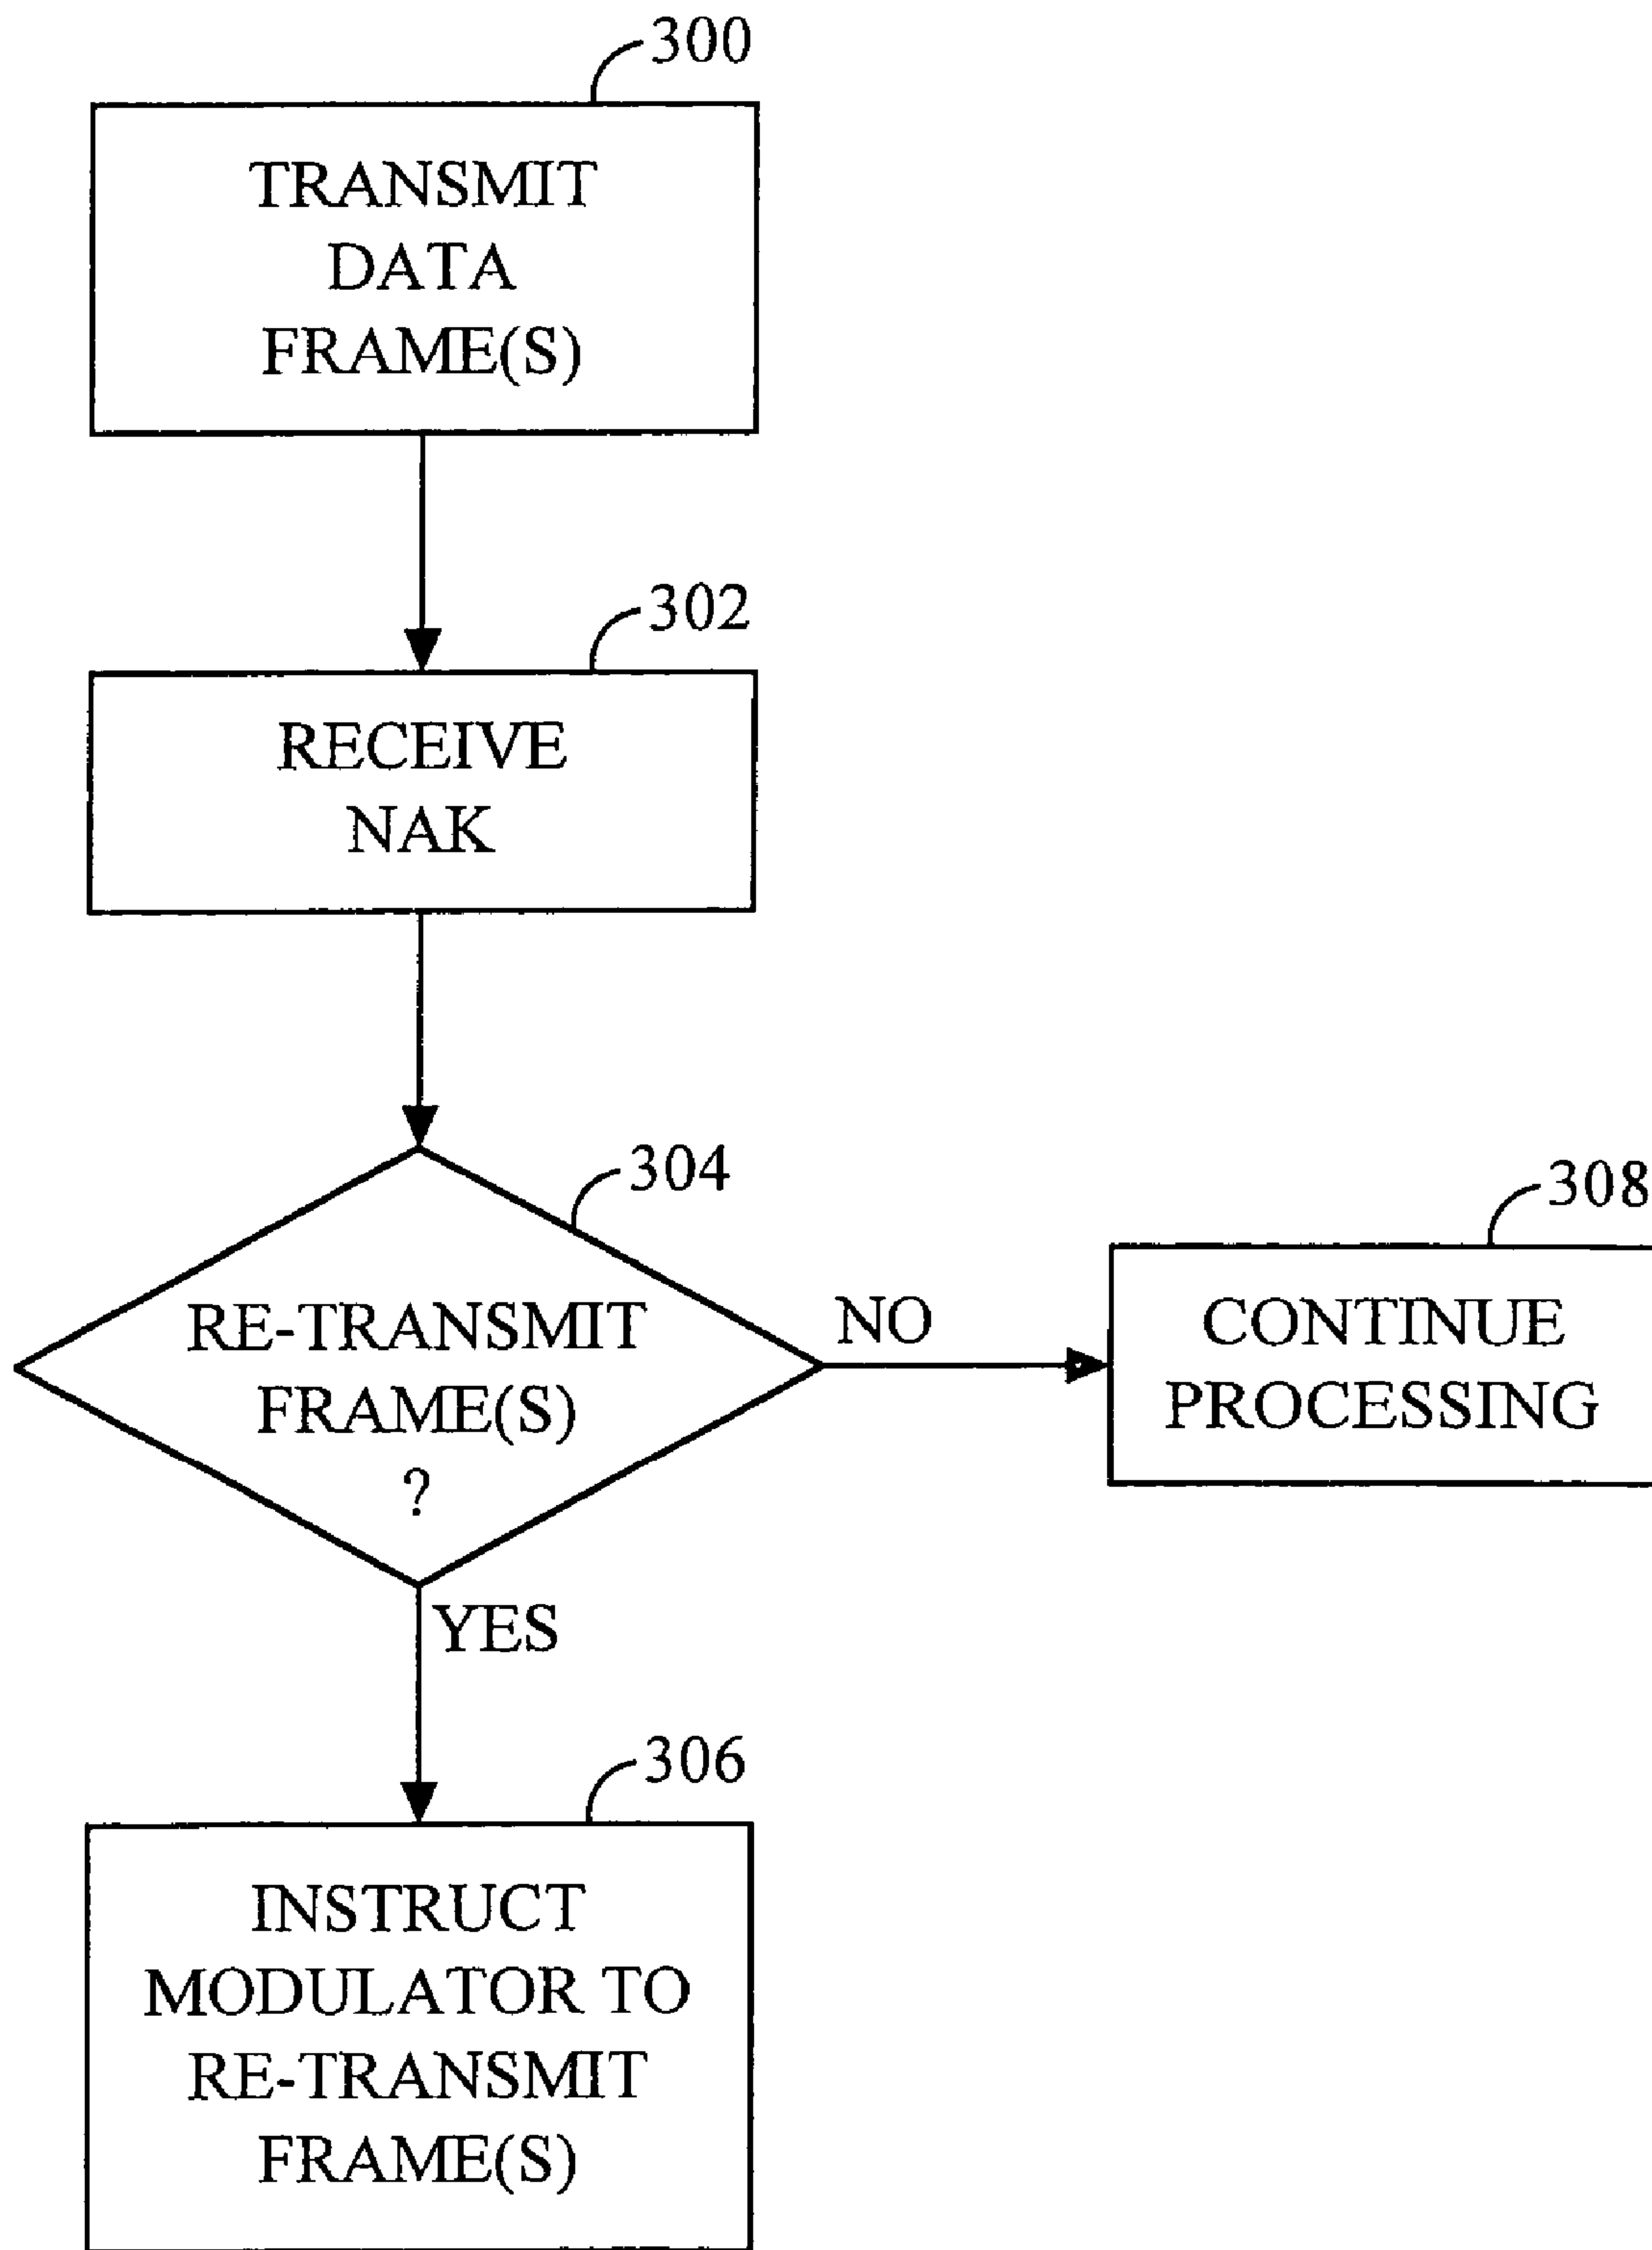 300
TRANSMIT
DATA
FRAME(S)
302
RECEIVE
NAK
304
RE-TRANSMIT
FRAME(S)
?
NO
308
CONTINUE
PROCESSING
YES
306
INSTRUCT
MODULATOR TO
RE-TRANSMIT
FRAME(S)